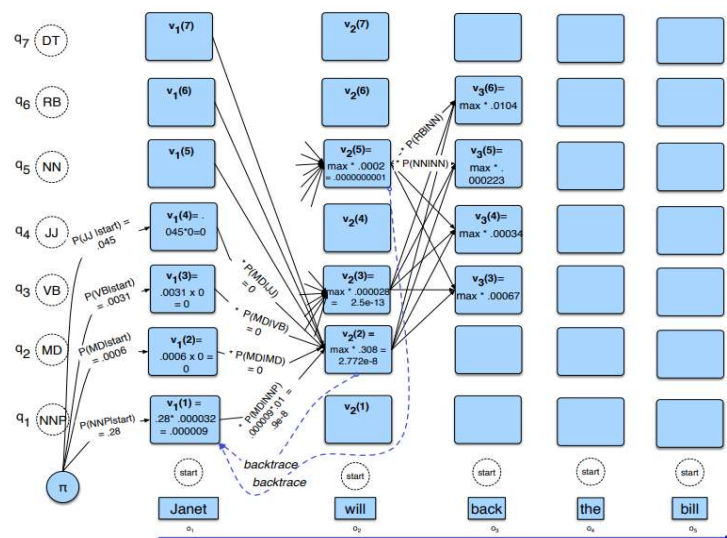 q7 DT
v1(7)
v2(7)
q6 RB
v1(6)
v2(6)
v3(6)=
max * .0104
* P(RB|NN)
q5 NN
v1(5)
v2(5)=
max * .0002
= .0000000001
* P(NN|NN)
v3(5)=
max * .
000223
q4 JJ
P(JJ |start) =
.045
v1(4)= .
045*0=0
v2(4)
v3(4)=
max * .00034
* P(MD|JJ)
= 0
q3 VB
P(VB|start)
= .0031
v1(3)=
.0031 x 0
= 0
* P(MD|VB)
= 0
v2(3)=
max * .000028
= 2.5e-13
v3(3)=
max * .00067
q2 MD
P(MD|start)
= .0006
v1(2)=
.0006 x 0 =
0
* P(MD|MD)
= 0
v2(2) =
max * .308 =
2.772e-8
q1 NNP
P(NNP|start)
= .28
v1(1) =
.28* .000032
= .000009
* P(MD|NNP)
.000009*.01 =
.9e-8
v2(1)
backtrace
backtrace
π
start
start
start
start
start
Janet
will
back
the
bill
o1
o2
o3
o4
o5